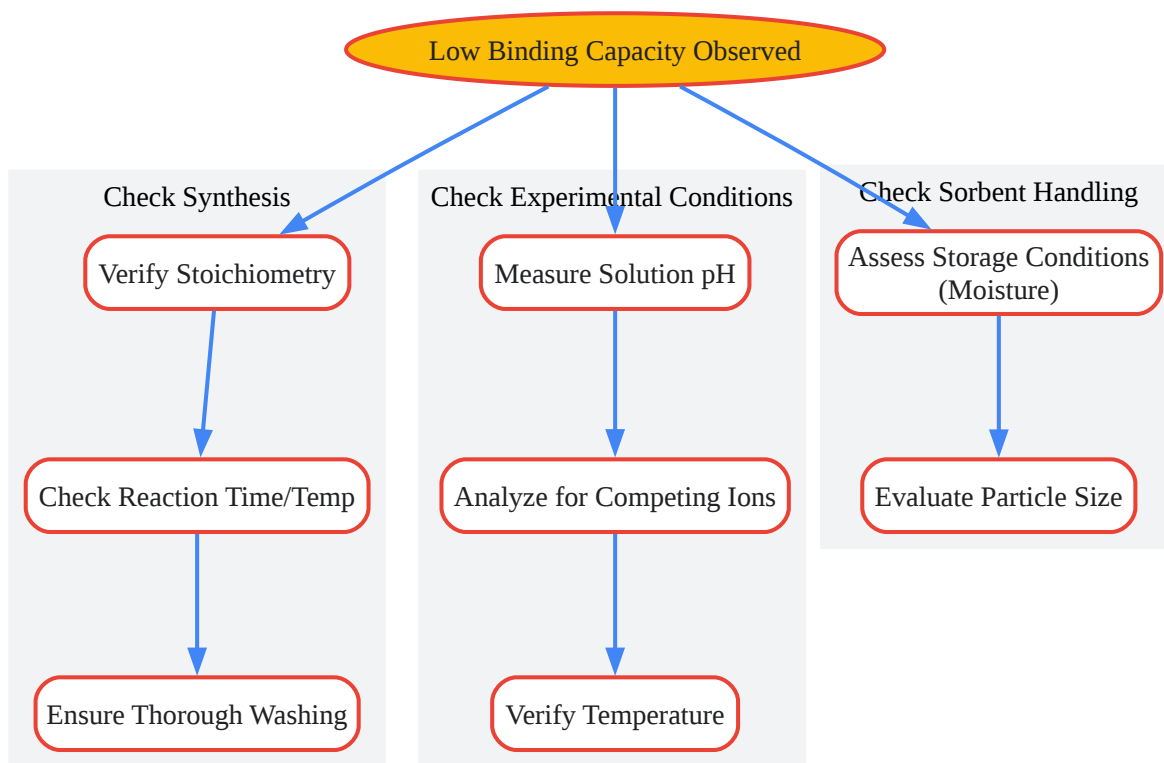 Low Binding Capacity Observed
Check Synthesis
Verify Stoichiometry
Check Reaction Time/Temp
Ensure Thorough Washing
Check Experimental Conditions
Measure Solution pH
Analyze for Competing Ions
Verify Temperature
Check Sorbent Handling
Assess Storage Conditions
(Moisture)
Evaluate Particle Size